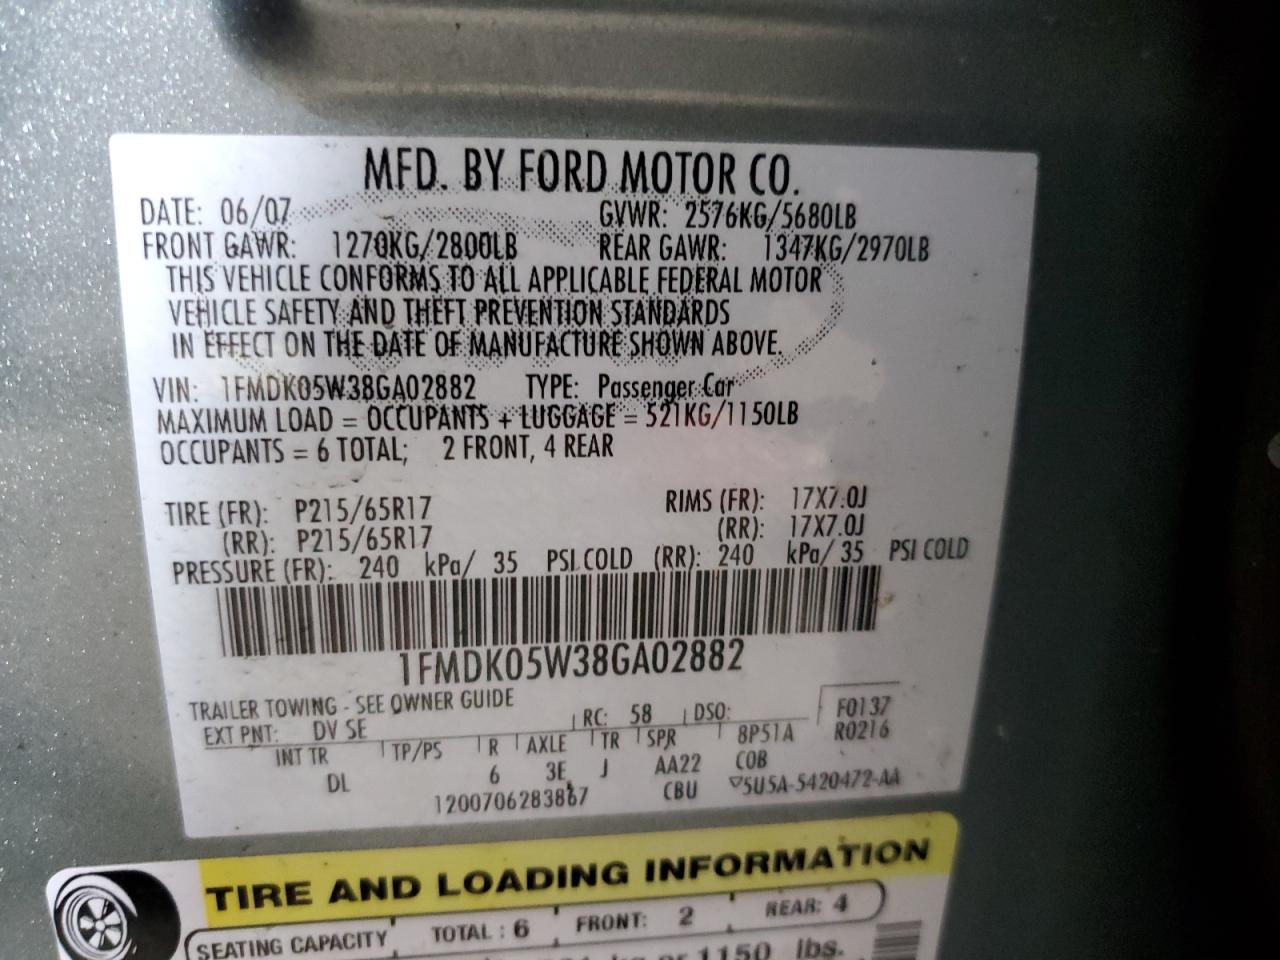 MFD. BY FORD MOTOR CO.
DATE: 06/07 GVWR: 2576KG/5680LB
FRONT GAWR: 1270KG/2800LB REAR GAWR: 1347KG/2970LB
THIS VEHICLE CONFORMS TO ALL APPLICABLE FEDERAL MOTOR
VEHICLE SAFETY AND THEFT PREVENTION STANDARDS
IN EFFECT ON THE DATE OF MANUFACTURE SHOWN ABOVE.
VIN: 1FMDK05W38GA02882 TYPE: Passenger Car
MAXIMUM LOAD = OCCUPANTS + LUGGAGE = 521KG/1150LB
OCCUPANTS = 6 TOTAL; 2 FRONT, 4 REAR
TIRE (FR): P215/65R17 RIMS (FR): 17X7.0J
(RR): P215/65R17 (RR): 17X7.0J
PRESSURE (FR): 240 kPa/ 35 PSI COLD (RR): 240 kPa/ 35 PSI COLD
1FMDK05W38GA02882
TRAILER TOWING - SEE OWNER GUIDE
EXT PNT: DV SE RC: 58 DSO: F0137
INT TR TP/PS R AXLE TR SPR 8P51A R0216
DL 6 3E J AA22 COB
1200706283867 CBU 5U5A-5420472-AA
TIRE AND LOADING INFORMATION
SEATING CAPACITY TOTAL : 6 FRONT: 2 REAR: 4
kg or 1150 lbs.